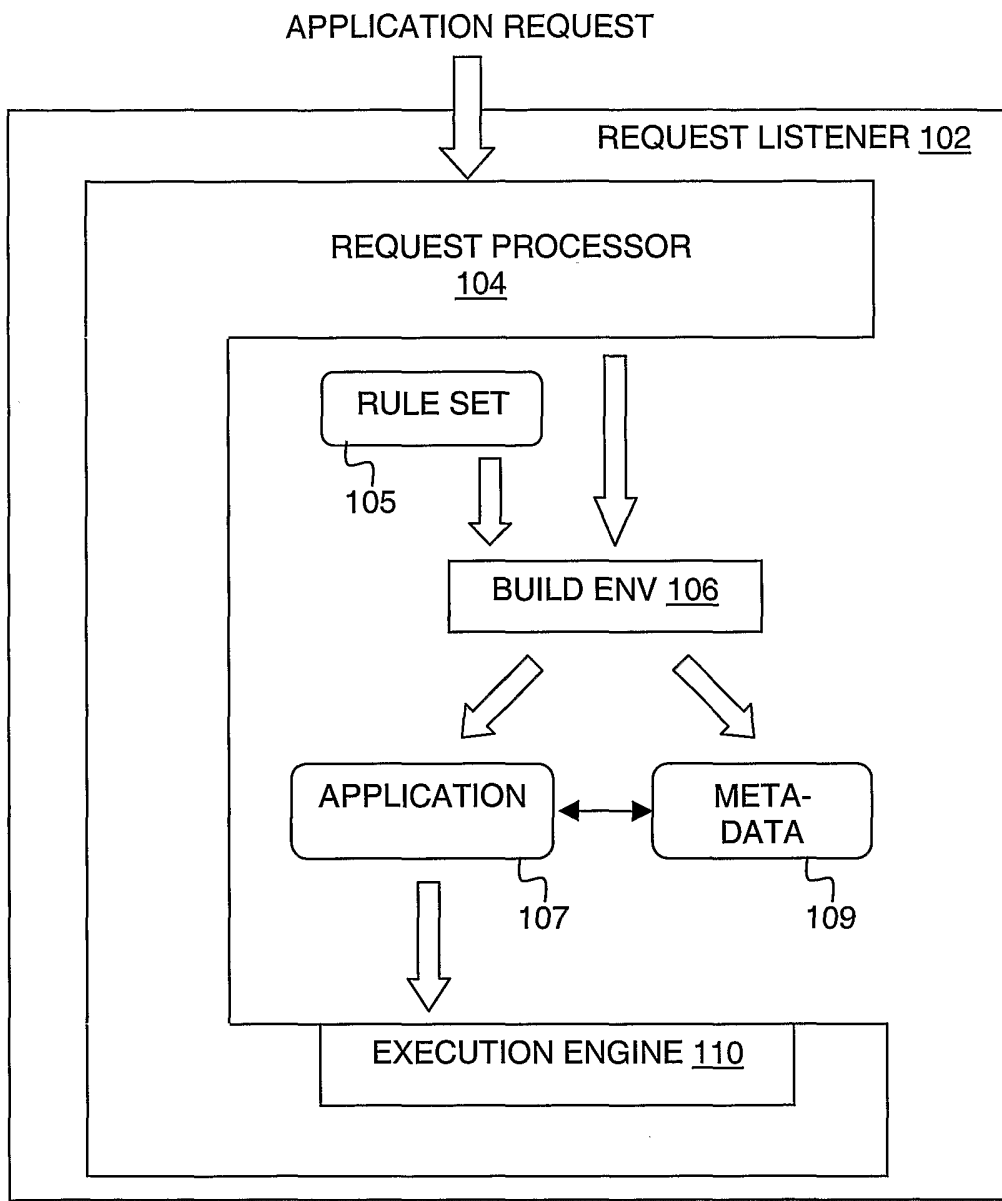 APPLICATION REQUEST
REQUEST LISTENER 102
REQUEST PROCESSOR
104
RULE SET
105
BUILD ENV 106
APPLICATION
META-
DATA
107
109
EXECUTION ENGINE 110